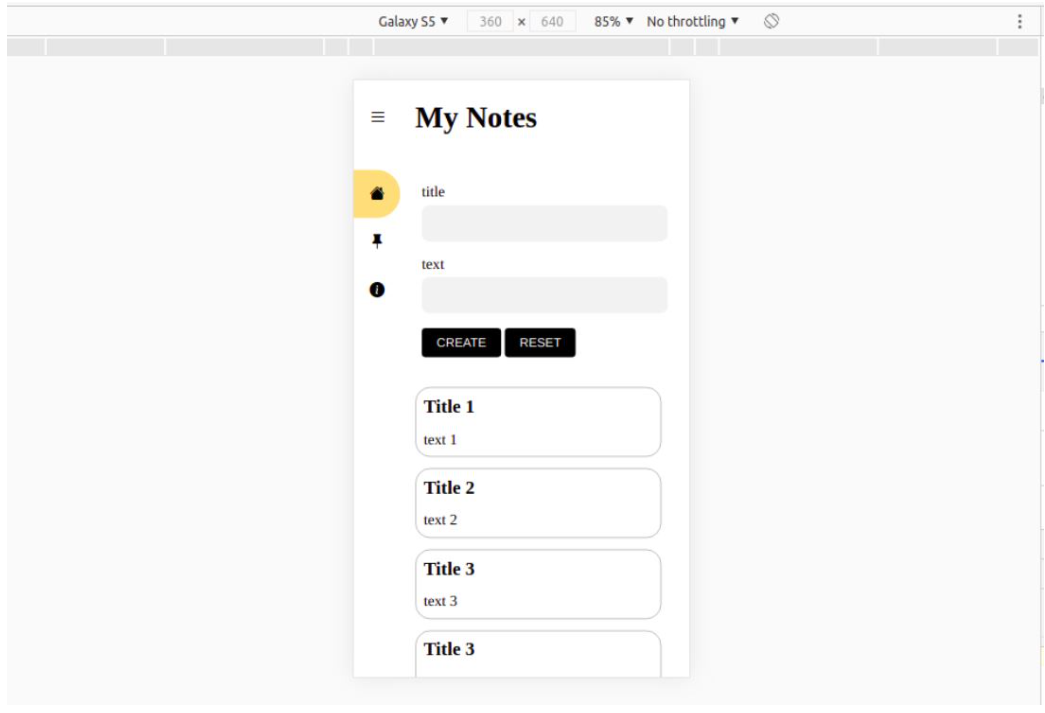 Galaxy S5 ▼ 360 × 640 85% ▼ No throttling ▼
My Notes
title
text
CREATE RESET
Title 1
text 1
Title 2
text 2
Title 3
text 3
Title 3